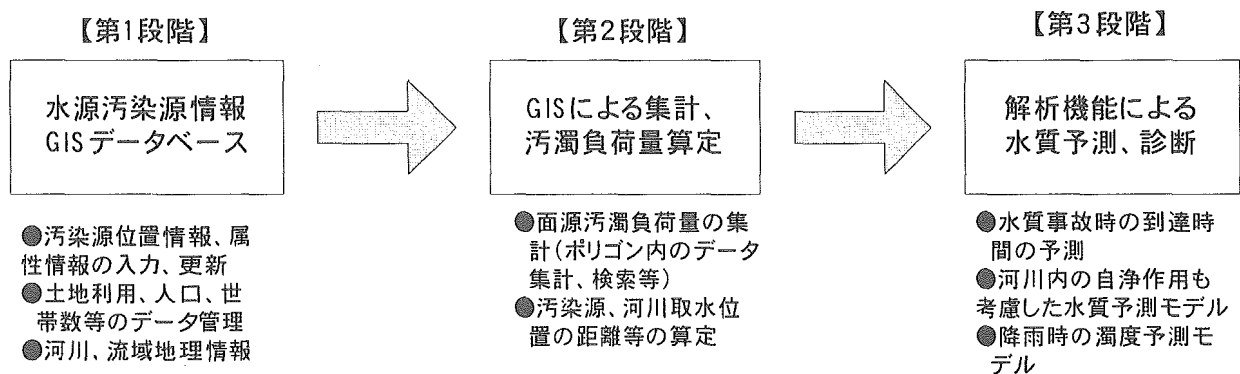 【第1段階】
水源汚染源情報
GISデータベース
●汚染源位置情報、属
性情報の入力、更新
●土地利用、人口、世
帯数等のデータ管理
●河川、流域地理情報
【第2段階】
GISによる集計、
汚濁負荷量算定
●面源汚濁負荷量の集
計(ポリゴン内のデータ
集計、検索等)
●汚染源、河川取水位
置の距離等の算定
【第3段階】
解析機能による
水質予測、診断
●水質事故時の到達時
間の予測
●河川内の自浄作用も
考慮した水質予測モデル
●降雨時の濁度予測モ
デル